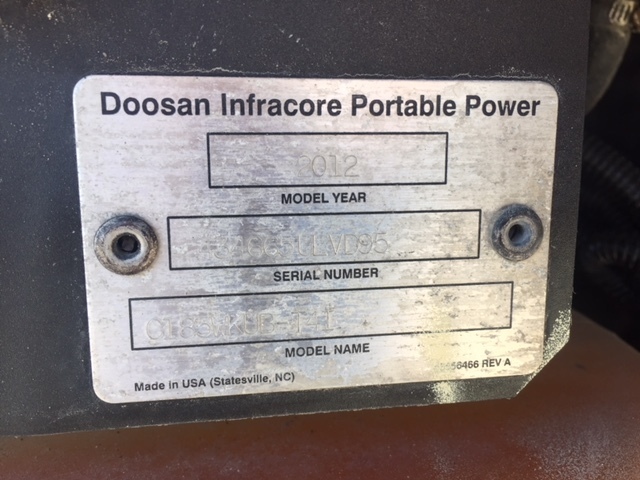 Doosan Infracore Portable Power
2012
MODEL YEAR
SERIAL NUMBER
MODEL NAME
Made in USA (Statesville, NC)
REV A